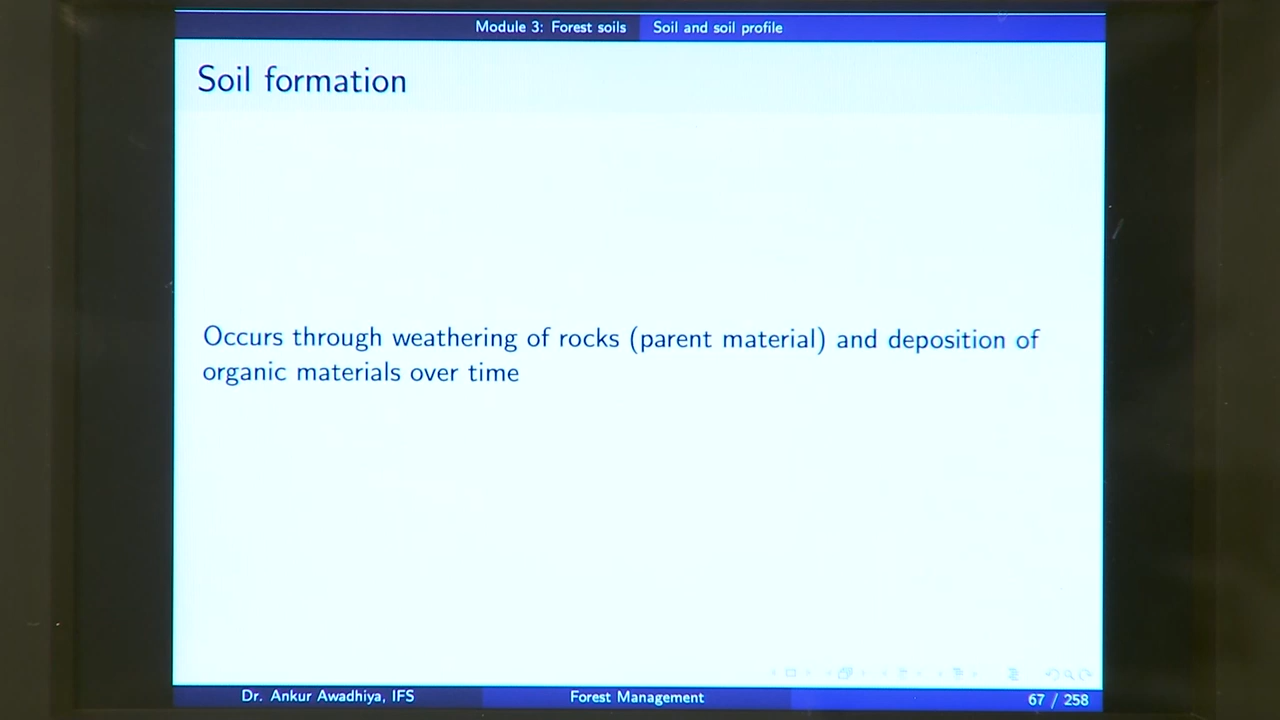 Module 3: Forest soils Soil and soil profile
Soil formation
Occurs through weathering of rocks (parent material) and deposition of
organic materials over time
Dr. Ankur Awadhiya, IFS Forest Management 67 / 258